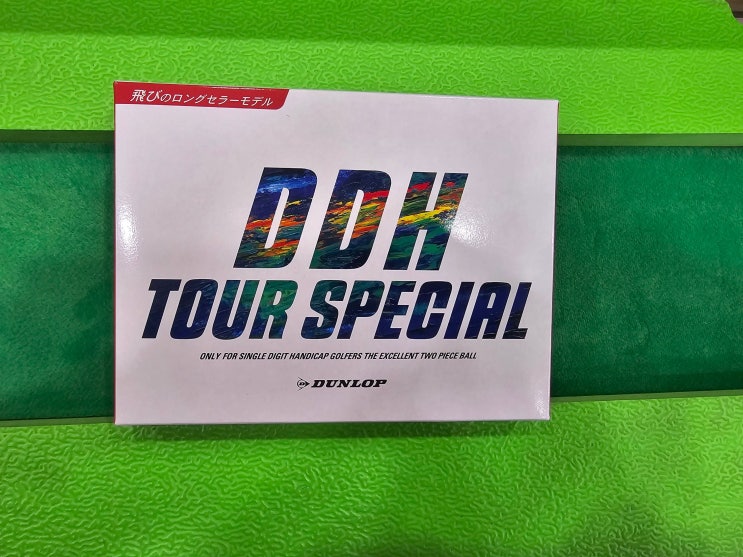 飛びのロングセラーモデル
DDH
TOUR SPECIAL
ONLY FOR SINGLE DIGIT HANDICAP GOLFERS THE EXCELLENT TWO PIECE BALL
DUNLOP